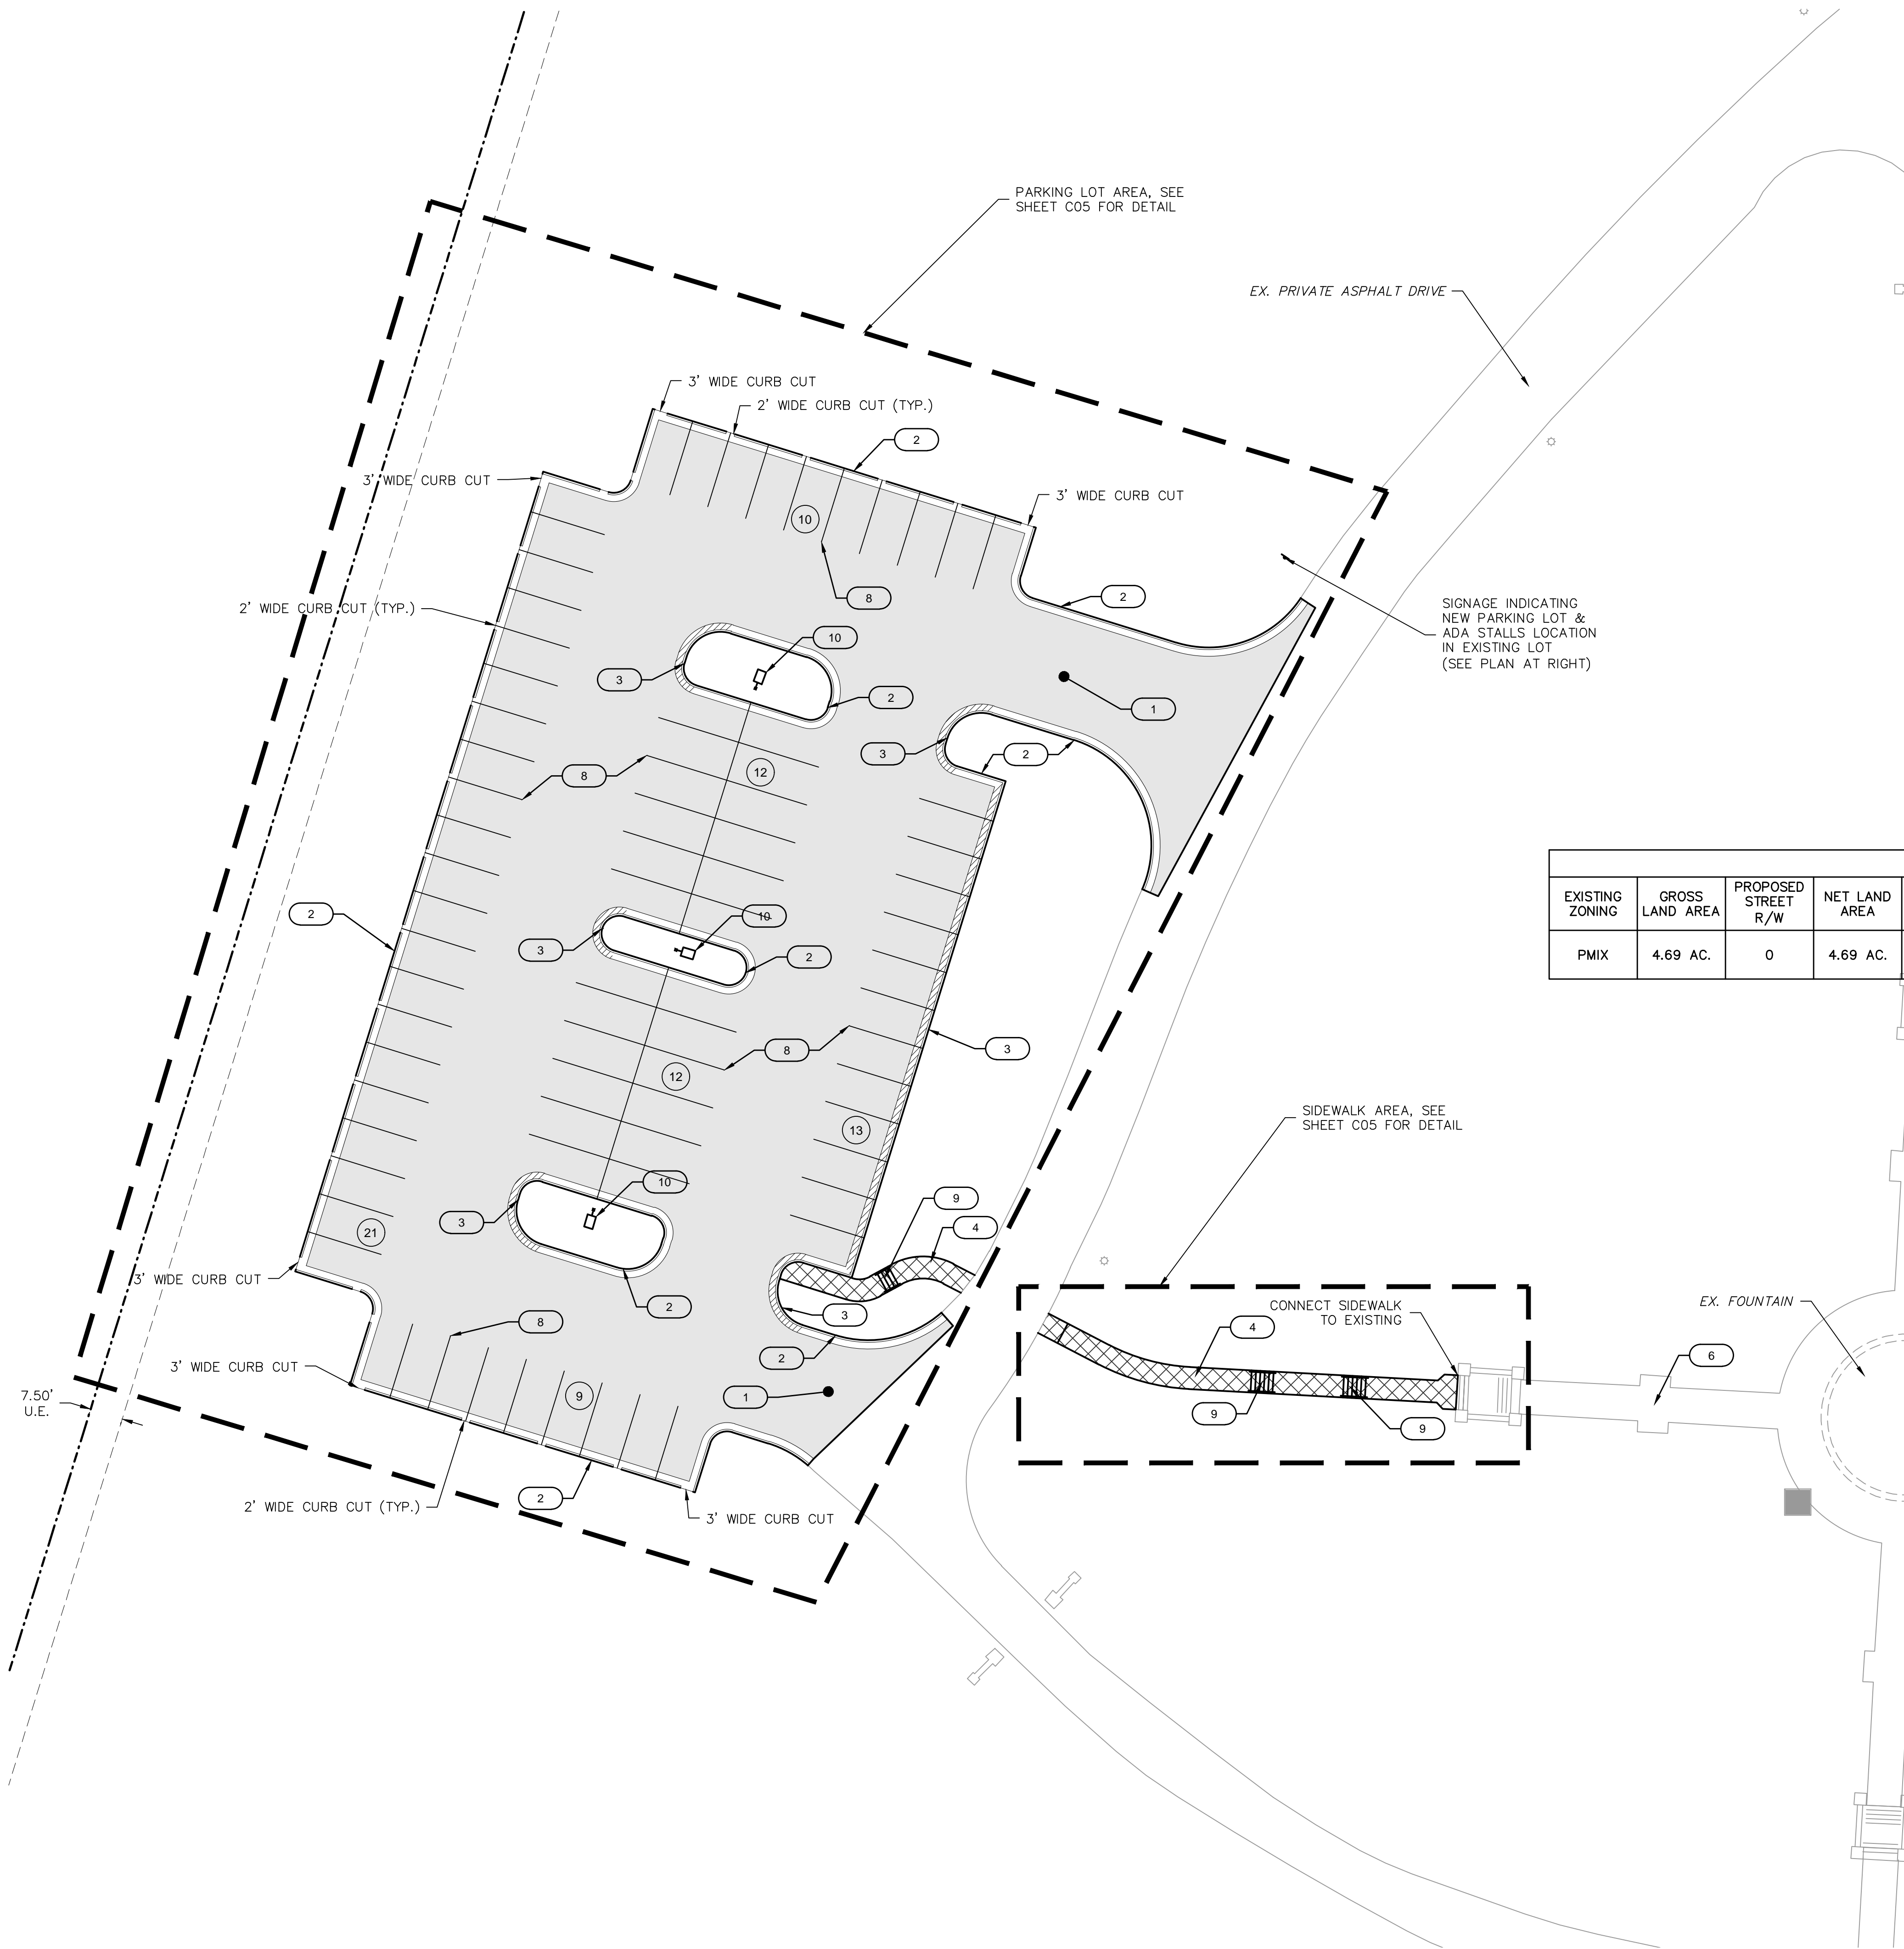 PARKING LOT AREA, SEE
SHEET C05 FOR DETAIL
EX. PRIVATE ASPHALT DRIVE
3' WIDE CURB CUT
2' WIDE CURB CUT (TYP.)
2
3' WIDE CURB CUT
3' WIDE CURB CUT
10
8
2
2' WIDE CURB CUT (TYP.)
SIGNAGE INDICATING
NEW PARKING LOT &
ADA STALLS LOCATION
IN EXISTING LOT
(SEE PLAN AT RIGHT)
10
3
2
1
3
2
8
12
EXISTING
ZONING
GROSS
LAND AREA
PROPOSED
STREET
R/W
NET LAND
AREA
PMIX
4.69 AC.
0
4.69 AC.
2
10
3
2
8
3
12
SIDEWALK AREA, SEE
SHEET C05 FOR DETAIL
13
10
9
3
4
21
3' WIDE CURB CUT
2
3
8
CONNECT SIDEWALK
TO EXISTING
4
EX. FOUNTAIN
6
2
3' WIDE CURB CUT
7.50'
U.E.
9
1
9
9
2
2' WIDE CURB CUT (TYP.)
3' WIDE CURB CUT